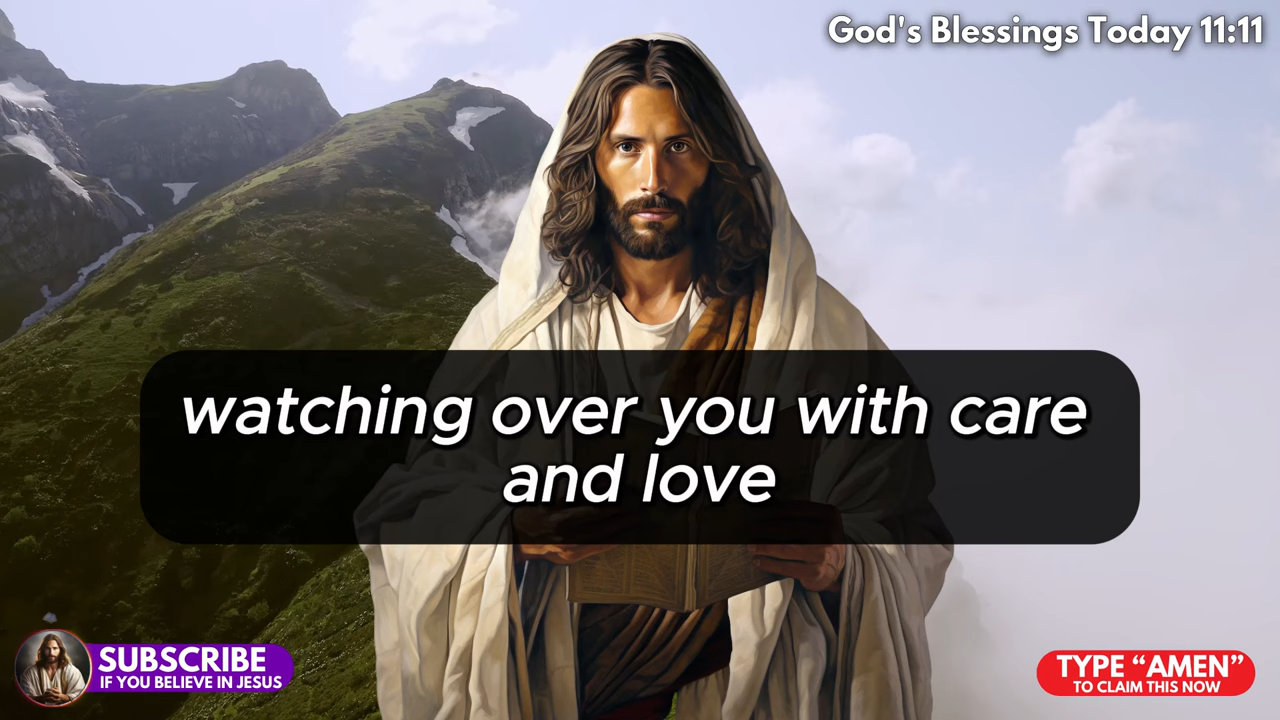 God's Blessings Today 11:11
watching over you with care
and love
SUBSCRIBE
IF YOU BELIEVE IN JESUS
TYPE “AMEN”
TO CLAIM THIS NOW